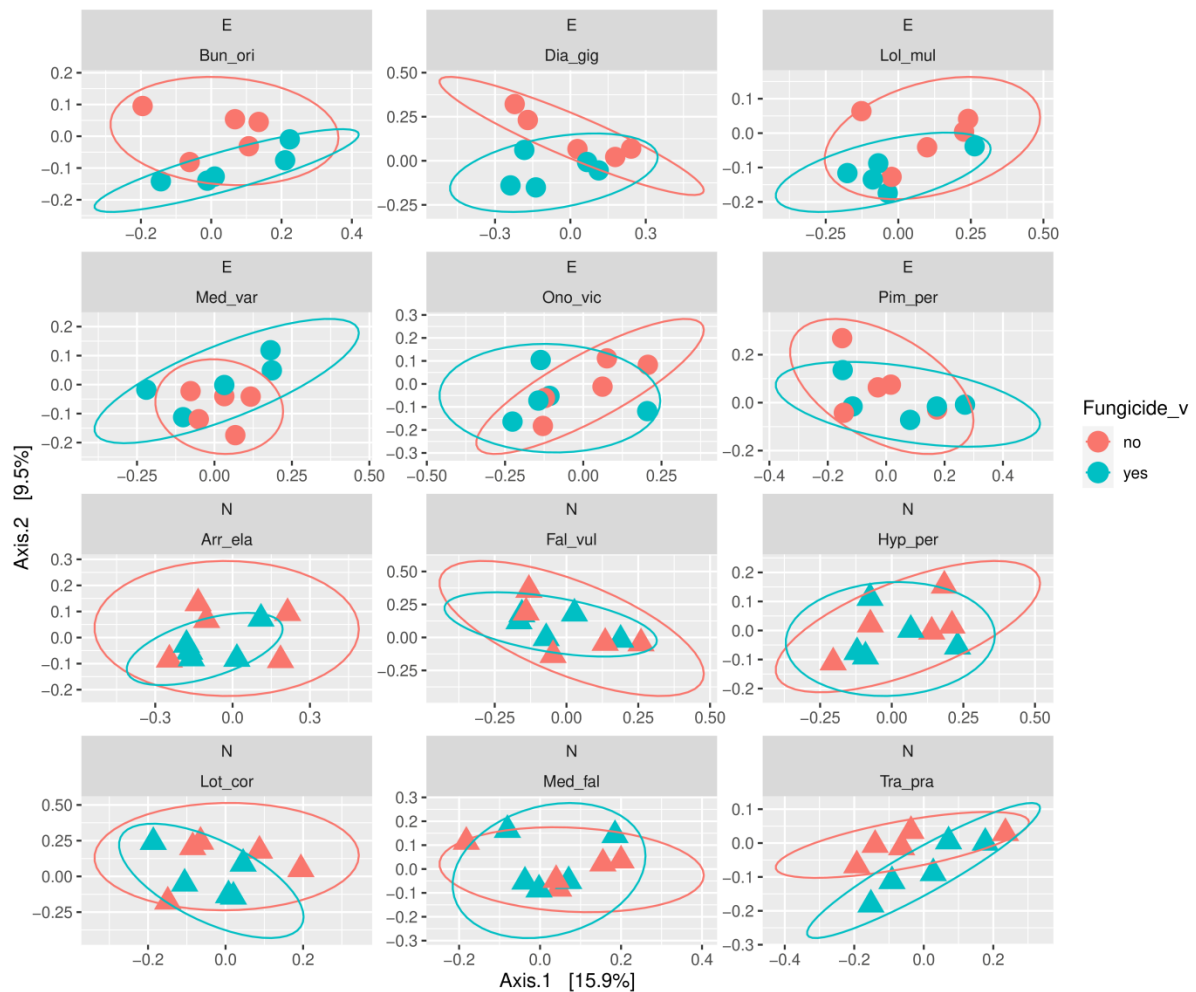 E E E
Bun_ori Dia_gig Lol_mul
0.2 0.50
0.1 0.1
0.25
0.0 0.0
0.00
−0.1 −0.1
−0.2 −0.25 −0.2
−0.2 0.0 0.2 0.4 −0.3 0.0 0.3 −0.25 0.00 0.25 0.50
E E E
Med_var Ono_vic Pim_per
0.3
0.2 0.2
0.2
0.1 0.1
0.0 0.0
0.0
−0.1 −0.1
−0.2 −0.2
−0.3 −0.2
−0.25 0.00 0.25 0.50 −0.50 −0.25 0.00 0.25 −0.4 −0.2 0.0 0.2 0.4
Fungicide_v
no
yes
Axis.2 [9.5%]
N N N
Arr_ela Fal_vul Hyp_per
0.3
0.50 0.2
0.2
0.25 0.1
0.1
0.0 0.00 0.0
−0.1 −0.25 −0.1
−0.2 −0.2
−0.3 0.0 0.3 −0.25 0.00 0.25 0.50 −0.25 0.00 0.25 0.50
N N N
Lot_cor Med_fal Tra_pra
0.50 0.3
0.2 0.1
0.25 0.1 0.0
0.00 0.0 −0.1
−0.1
−0.25 −0.2 −0.2
−0.3 −0.3
−0.2 0.0 0.2 −0.2 0.0 0.2 0.4 −0.4 −0.2 0.0 0.2
Axis.1 [15.9%]